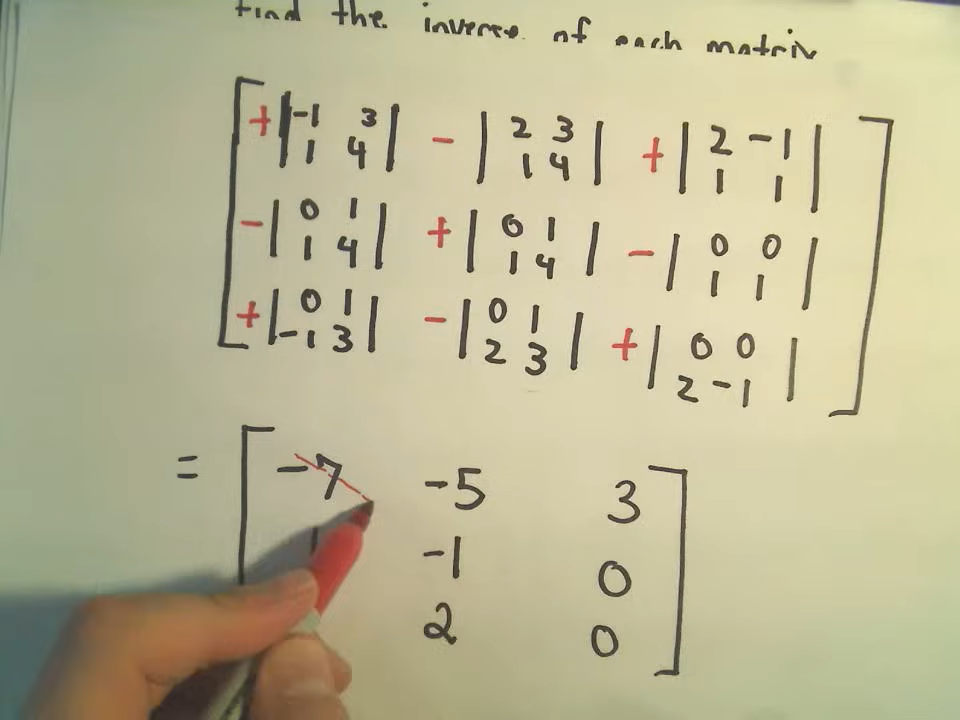 find the inverse of each matrix
+|-1 3| - |2 3| + |2 -1|
|1 4| |1 4| |1 1|
-|0 1| + |0 1| - |0 0|
|1 4| |1 4| |1 1|
+|0 1| - |0 1| + |0 0|
|-1 3| |2 3| |2 -1|
= [-7 -5 3]
1 -1 0
2 0